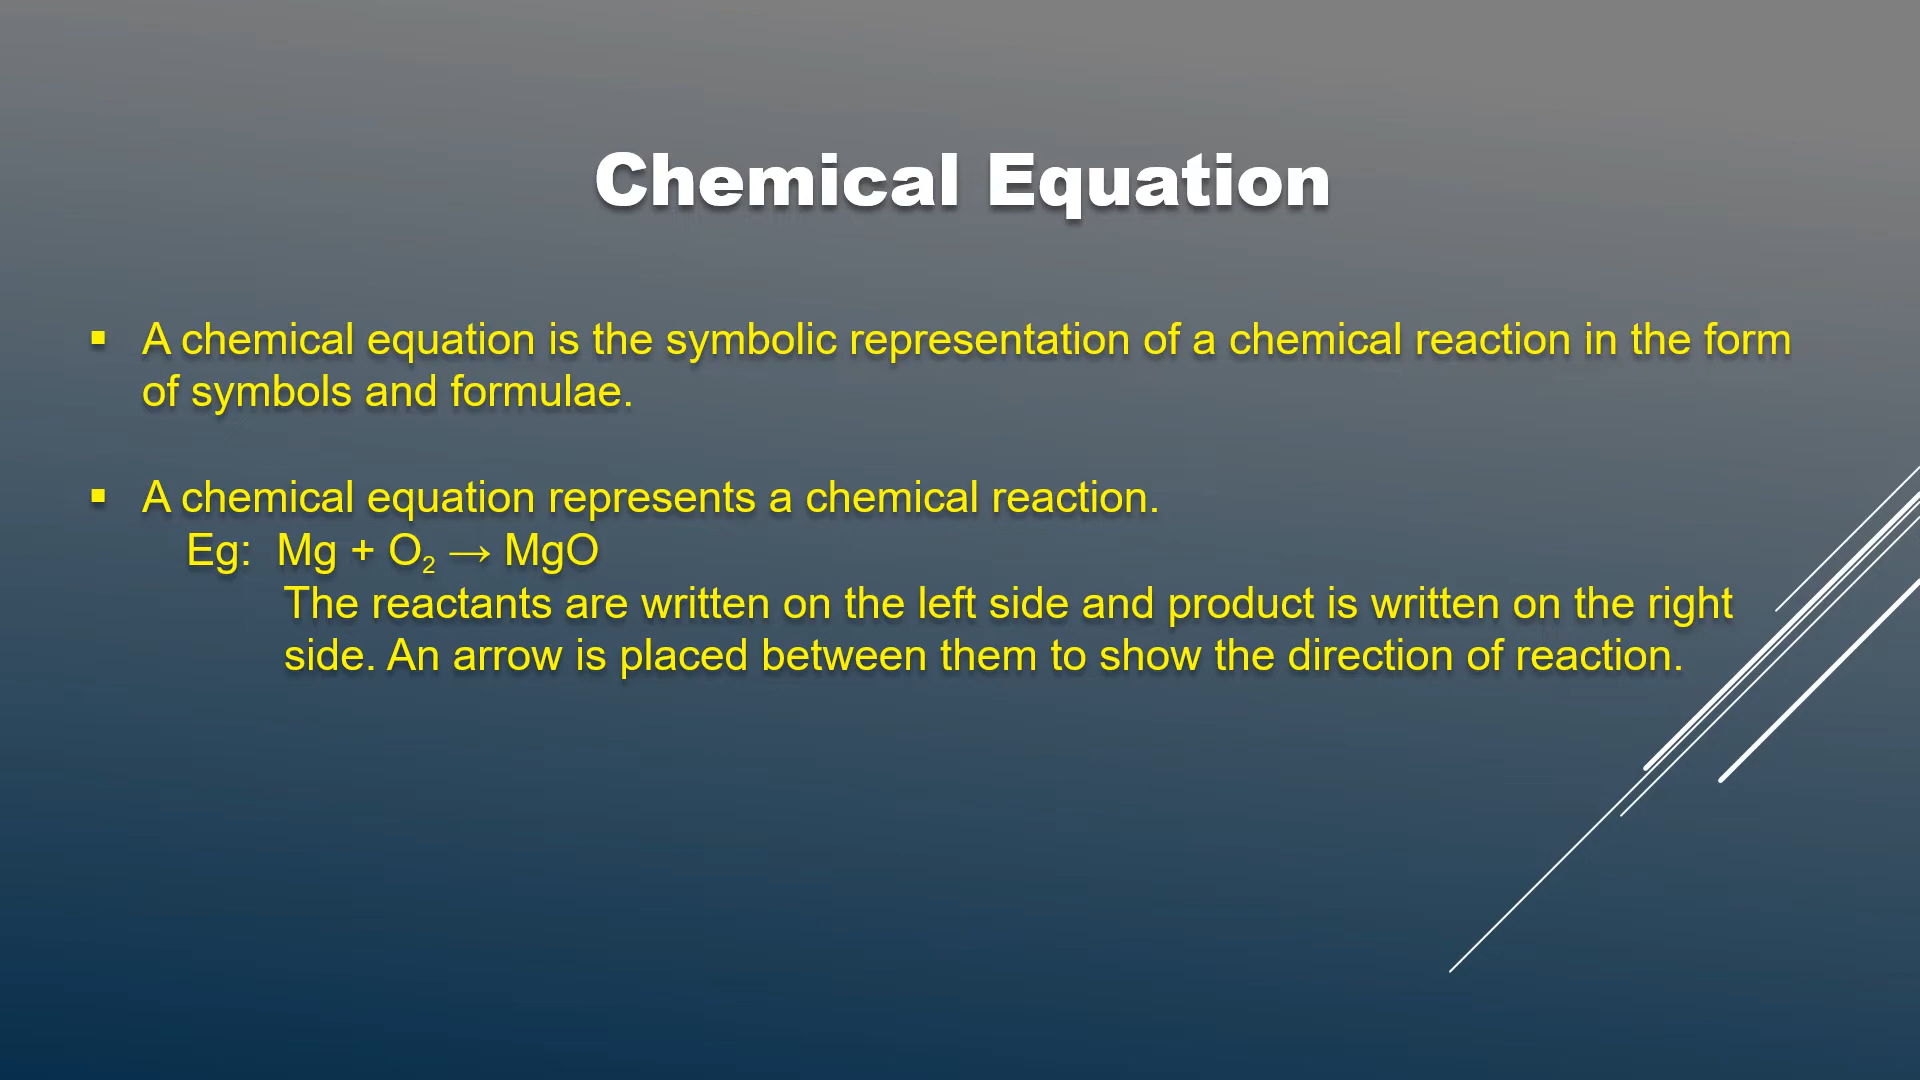 Chemical Equation
▪ A chemical equation is the symbolic representation of a chemical reaction in the form
of symbols and formulae.
▪ A chemical equation represents a chemical reaction.
Eg: Mg + O₂ → MgO
The reactants are written on the left side and product is written on the right
side. An arrow is placed between them to show the direction of reaction.